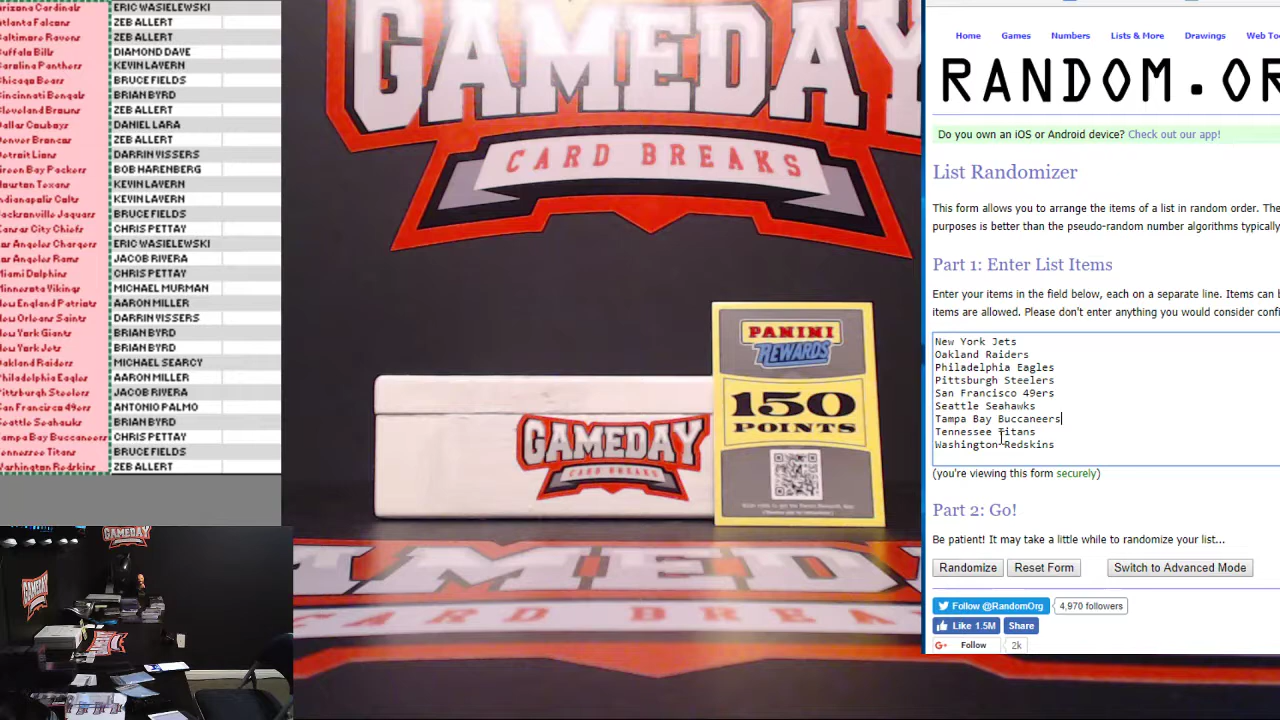 Arizona Cardinals ERIC WASIELEWSKI
Atlanta Falcons ZEB ALLERT
Baltimore Ravens ZEB ALLERT
Buffalo Bills DIAMOND DAVE
Carolina Panthers KEVIN LAVERN
Chicago Bears BRUCE FIELDS
Cincinnati Bengals BRIAN BYRD
Cleveland Browns ZEB ALLERT
Dallas Cowboys DANIEL LARA
Denver Broncos ZEB ALLERT
Detroit Lions DARRIN VISSERS
Green Bay Packers BOB HARENBERG
Houston Texans KEVIN LAVERN
Indianapolis Colts KEVIN LAVERN
Jacksonville Jaguars BRUCE FIELDS
Kansas City Chiefs CHRIS PETTAY
Los Angeles Chargers ERIC WASIELEWSKI
Los Angeles Rams JACOB RIVERA
Miami Dolphins CHRIS PETTAY
Minnesota Vikings MICHAEL MURMAN
New England Patriots AARON MILLER
New Orleans Saints DARRIN VISSERS
New York Giants BRIAN BYRD
New York Jets BRIAN BYRD
Oakland Raiders MICHAEL SEARCY
Philadelphia Eagles AARON MILLER
Pittsburgh Steelers JACOB RIVERA
San Francisco 49ers ANTONIO PALMO
Seattle Seahawks BRIAN BYRD
Tampa Bay Buccaneers CHRIS PETTAY
Tennessee Titans BRUCE FIELDS
Washington Redskins ZEB ALLERT
GAMEDAY
CARD BREAKS
PANINI
REWARDS
150
POINTS
GAMEDAY
CARD BREAKS
GAMEDAY
GAMEDAY
Home Games Numbers Lists & More Drawings Web To
RANDOM.OR
Do you own an iOS or Android device? Check out our app!
List Randomizer
This form allows you to arrange the items of a list in random order. The
purposes is better than the pseudo-random number algorithms typically
Part 1: Enter List Items
Enter your items in the field below, each on a separate line. Items can b
items are allowed. Please don't enter anything you would consider confi
New York Jets
Oakland Raiders
Philadelphia Eagles
Pittsburgh Steelers
San Francisco 49ers
Seattle Seahawks
Tampa Bay Buccaneers
Tennessee Titans
Washington Redskins
(you're viewing this form securely)
Part 2: Go!
Be patient! It may take a little while to randomize your list...
Randomize Reset Form Switch to Advanced Mode
Follow @RandomOrg 4,970 followers
Like 1.5M Share
G+ Follow 2k